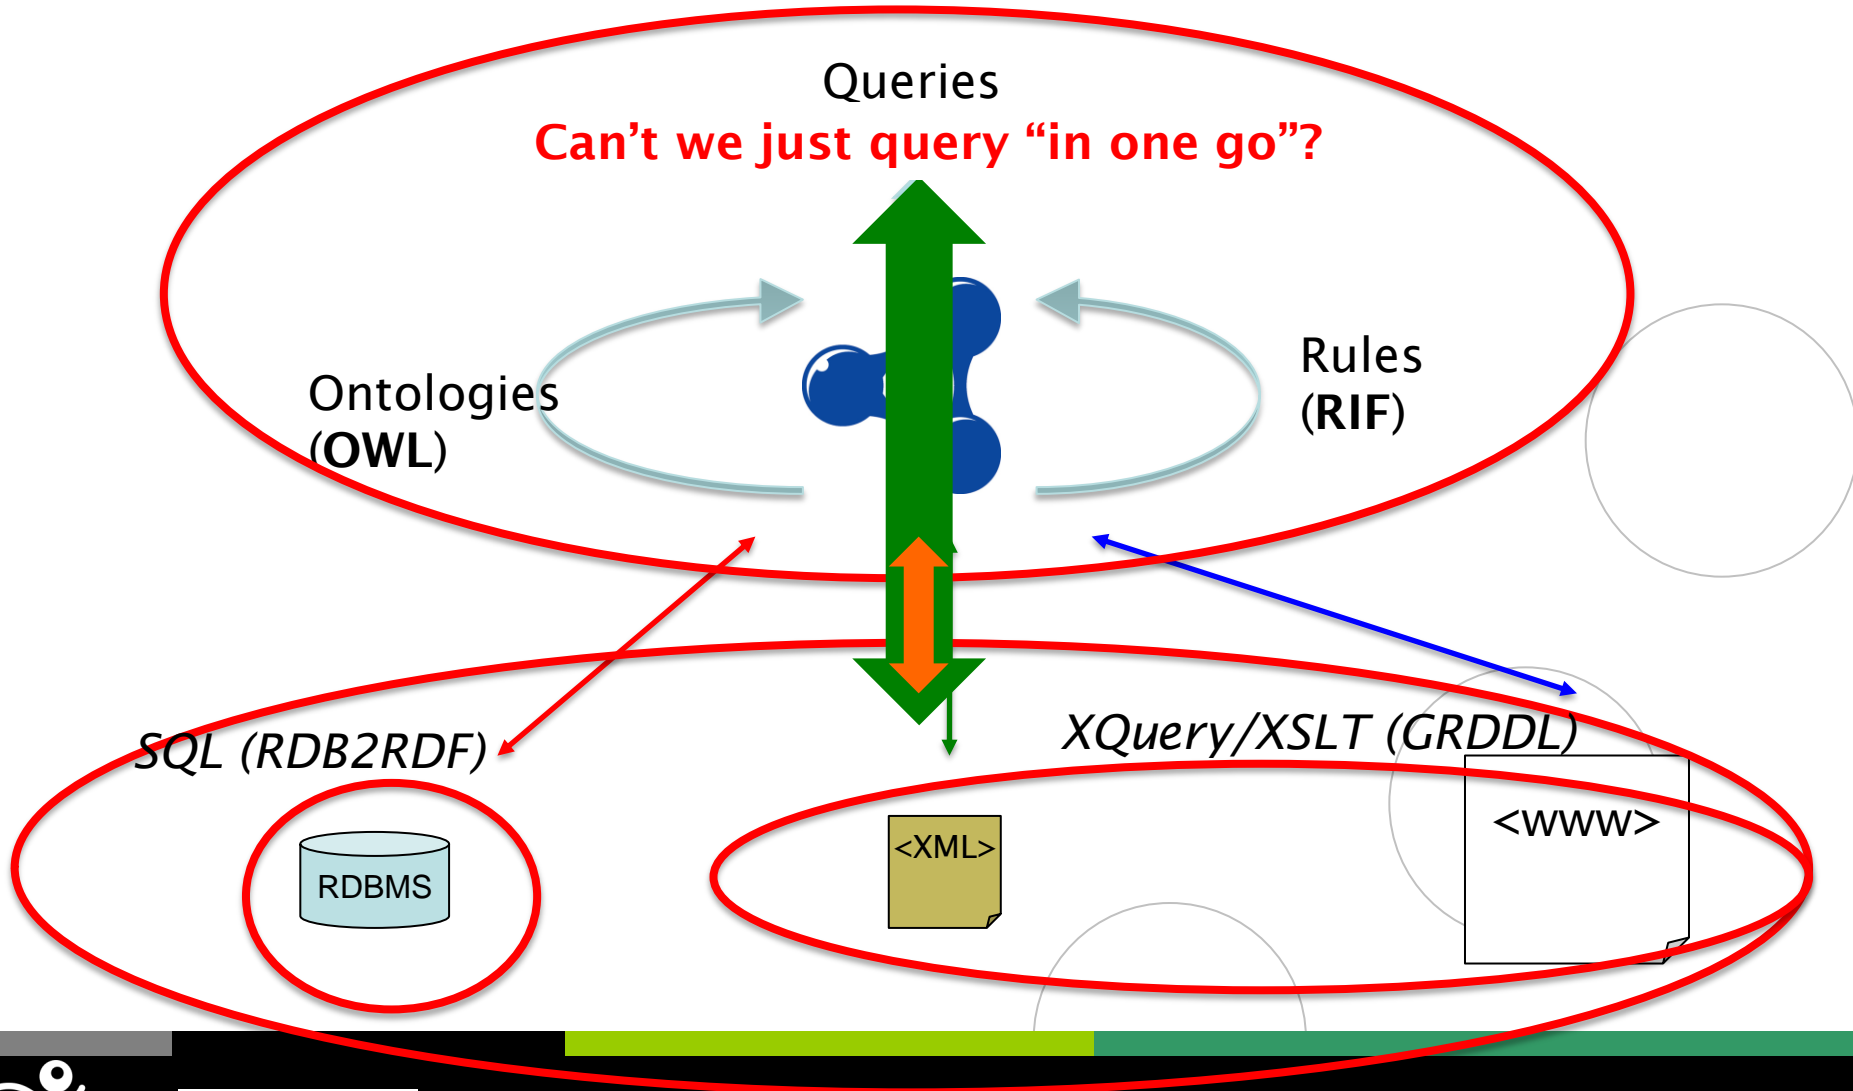 Queries
Can’t we just query “in one go”?
Ontologies
(OWL)
Rules
(RIF)
SQL (RDB2RDF)
XQuery/XSLT (GRDDL)
RDBMS
<XML>
<www>